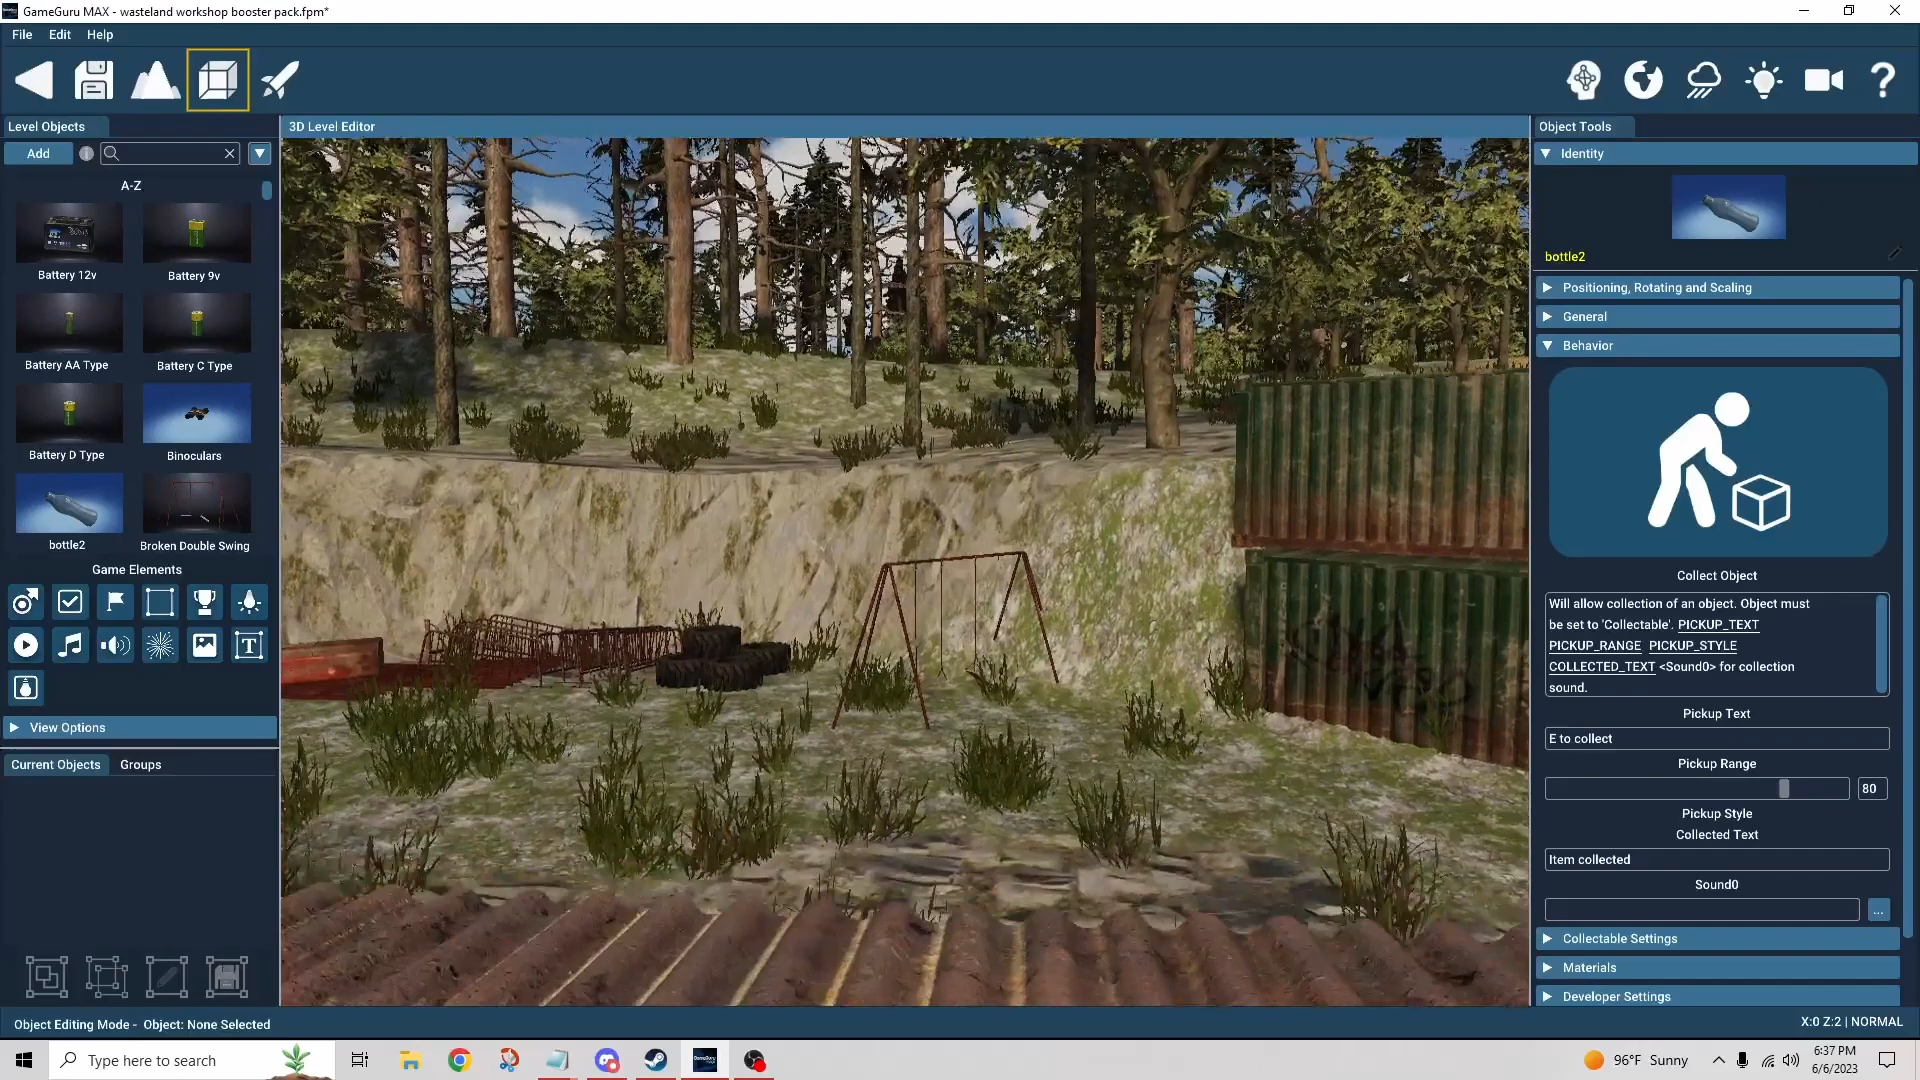 GameGuru MAX - wasteland workshop booster pack.fpm*
File Edit Help
Level Objects
Add
A-Z
Battery 12v
Battery 9v
Battery AA Type
Battery C Type
Battery D Type
Binoculars
bottle2
Broken Double Swing
Game Elements
View Options
Current Objects Groups
3D Level Editor
Object Tools
Identity
bottle2
Positioning, Rotating and Scaling
General
Behavior
Collect Object
Will allow collection of an object. Object must
be set to 'Collectable'. PICKUP_TEXT
PICKUP_RANGE PICKUP_STYLE
COLLECTED_TEXT <Sound0> for collection
sound.
Pickup Text
E to collect
Pickup Range
80
Pickup Style
Collected Text
Item collected
Sound0
...
Collectable Settings
Materials
Developer Settings
Object Editing Mode - Object: None Selected
X:0 Z:2 | NORMAL
Type here to search
96°F Sunny
6:37 PM
6/6/2023